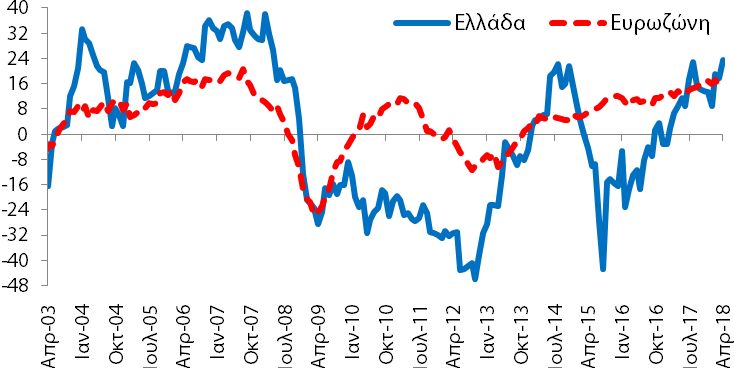 40
32
24
16
8
0
-8
-16
-24
-32
-40
-48
Ελλάδα
Ευρωζώνη
Απρ-03
Ιαν-04
Οκτ-04
Ιουλ-05
Απρ-06
Ιαν-07
Οκτ-07
Ιουλ-08
Απρ-09
Ιαν-10
Οκτ-10
Ιουλ-11
Απρ-12
Ιαν-13
Οκτ-13
Ιουλ-14
Απρ-15
Ιαν-16
Οκτ-16
Ιουλ-17
Απρ-18